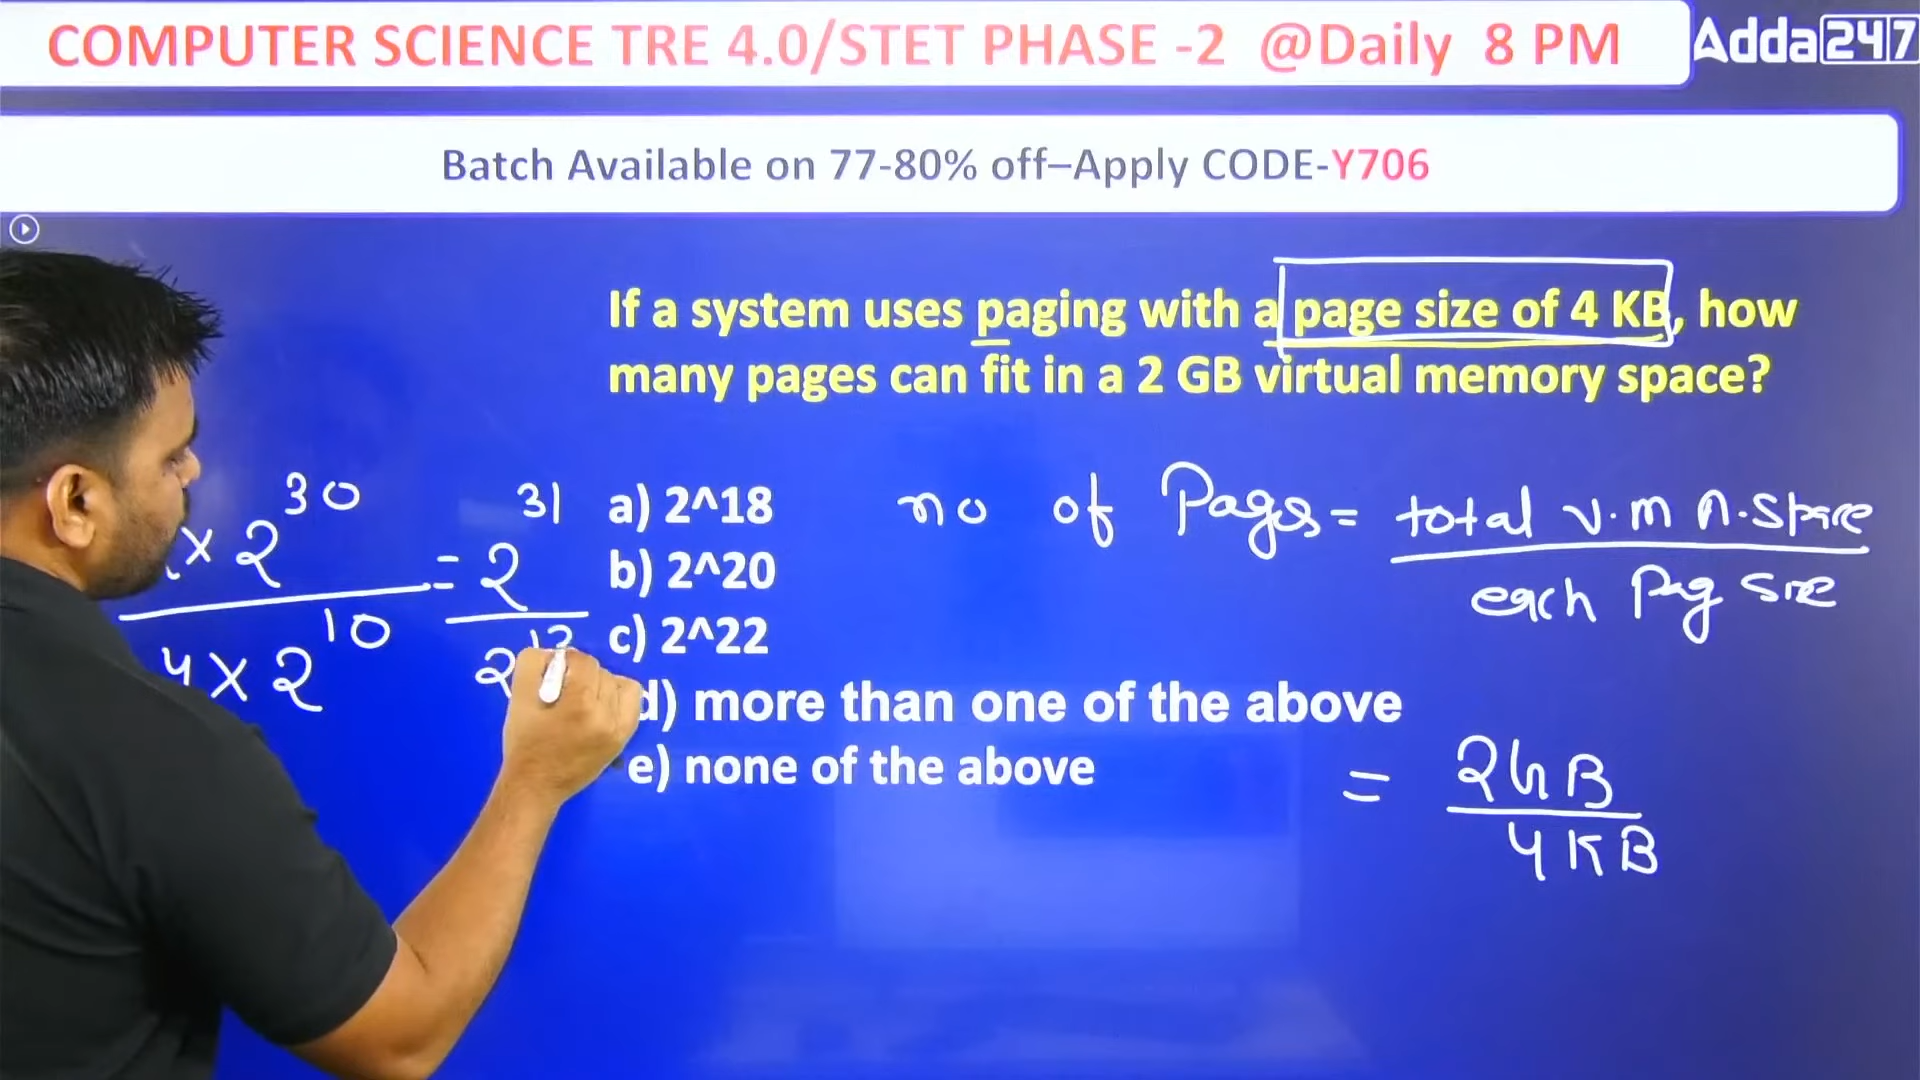 COMPUTER SCIENCE TRE 4.0/STET PHASE -2 @Daily 8 PM
Adda247
Batch Available on 77-80% off–Apply CODE-Y706
If a system uses paging with a page size of 4 KB, how
many pages can fit in a 2 GB virtual memory space?
a) 2^18
b) 2^20
c) 2^22
d) more than one of the above
e) none of the above
no of Pages = total v.m
each Pag size
= 2GB
4KB
× 2^30 = 2^31
4 × 2^10 2^12